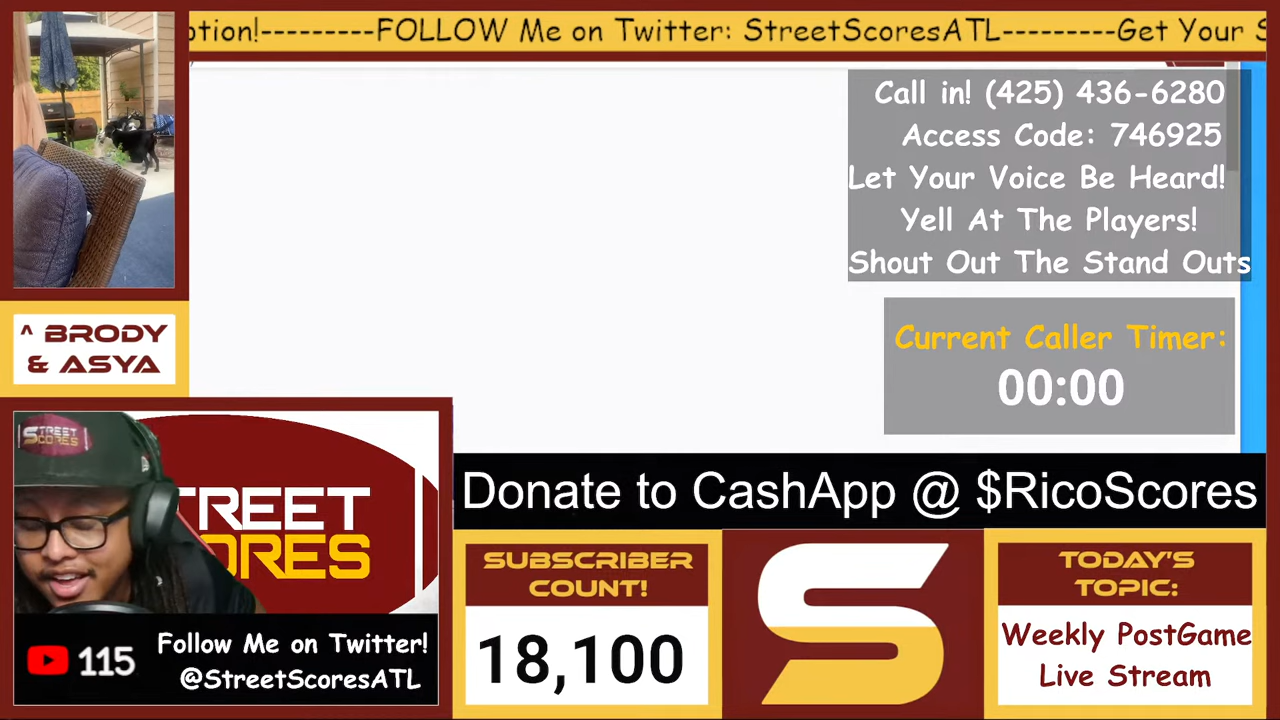 otion!---------FOLLOW Me on Twitter: StreetScoresATL---------Get Your S
Call in! (425) 436-6280
Access Code: 746925
Let Your Voice Be Heard!
Yell At The Players!
Shout Out The Stand Outs
Current Caller Timer:
00:00
^ BRODY
& ASYA
STREET
SCORES
TREET
ORES
Donate to CashApp @ $RicoScores
SUBSCRIBER
COUNT!
18,100
S
TODAY'S
TOPIC:
Weekly PostGame
Live Stream
115
Follow Me on Twitter!
@StreetScoresATL